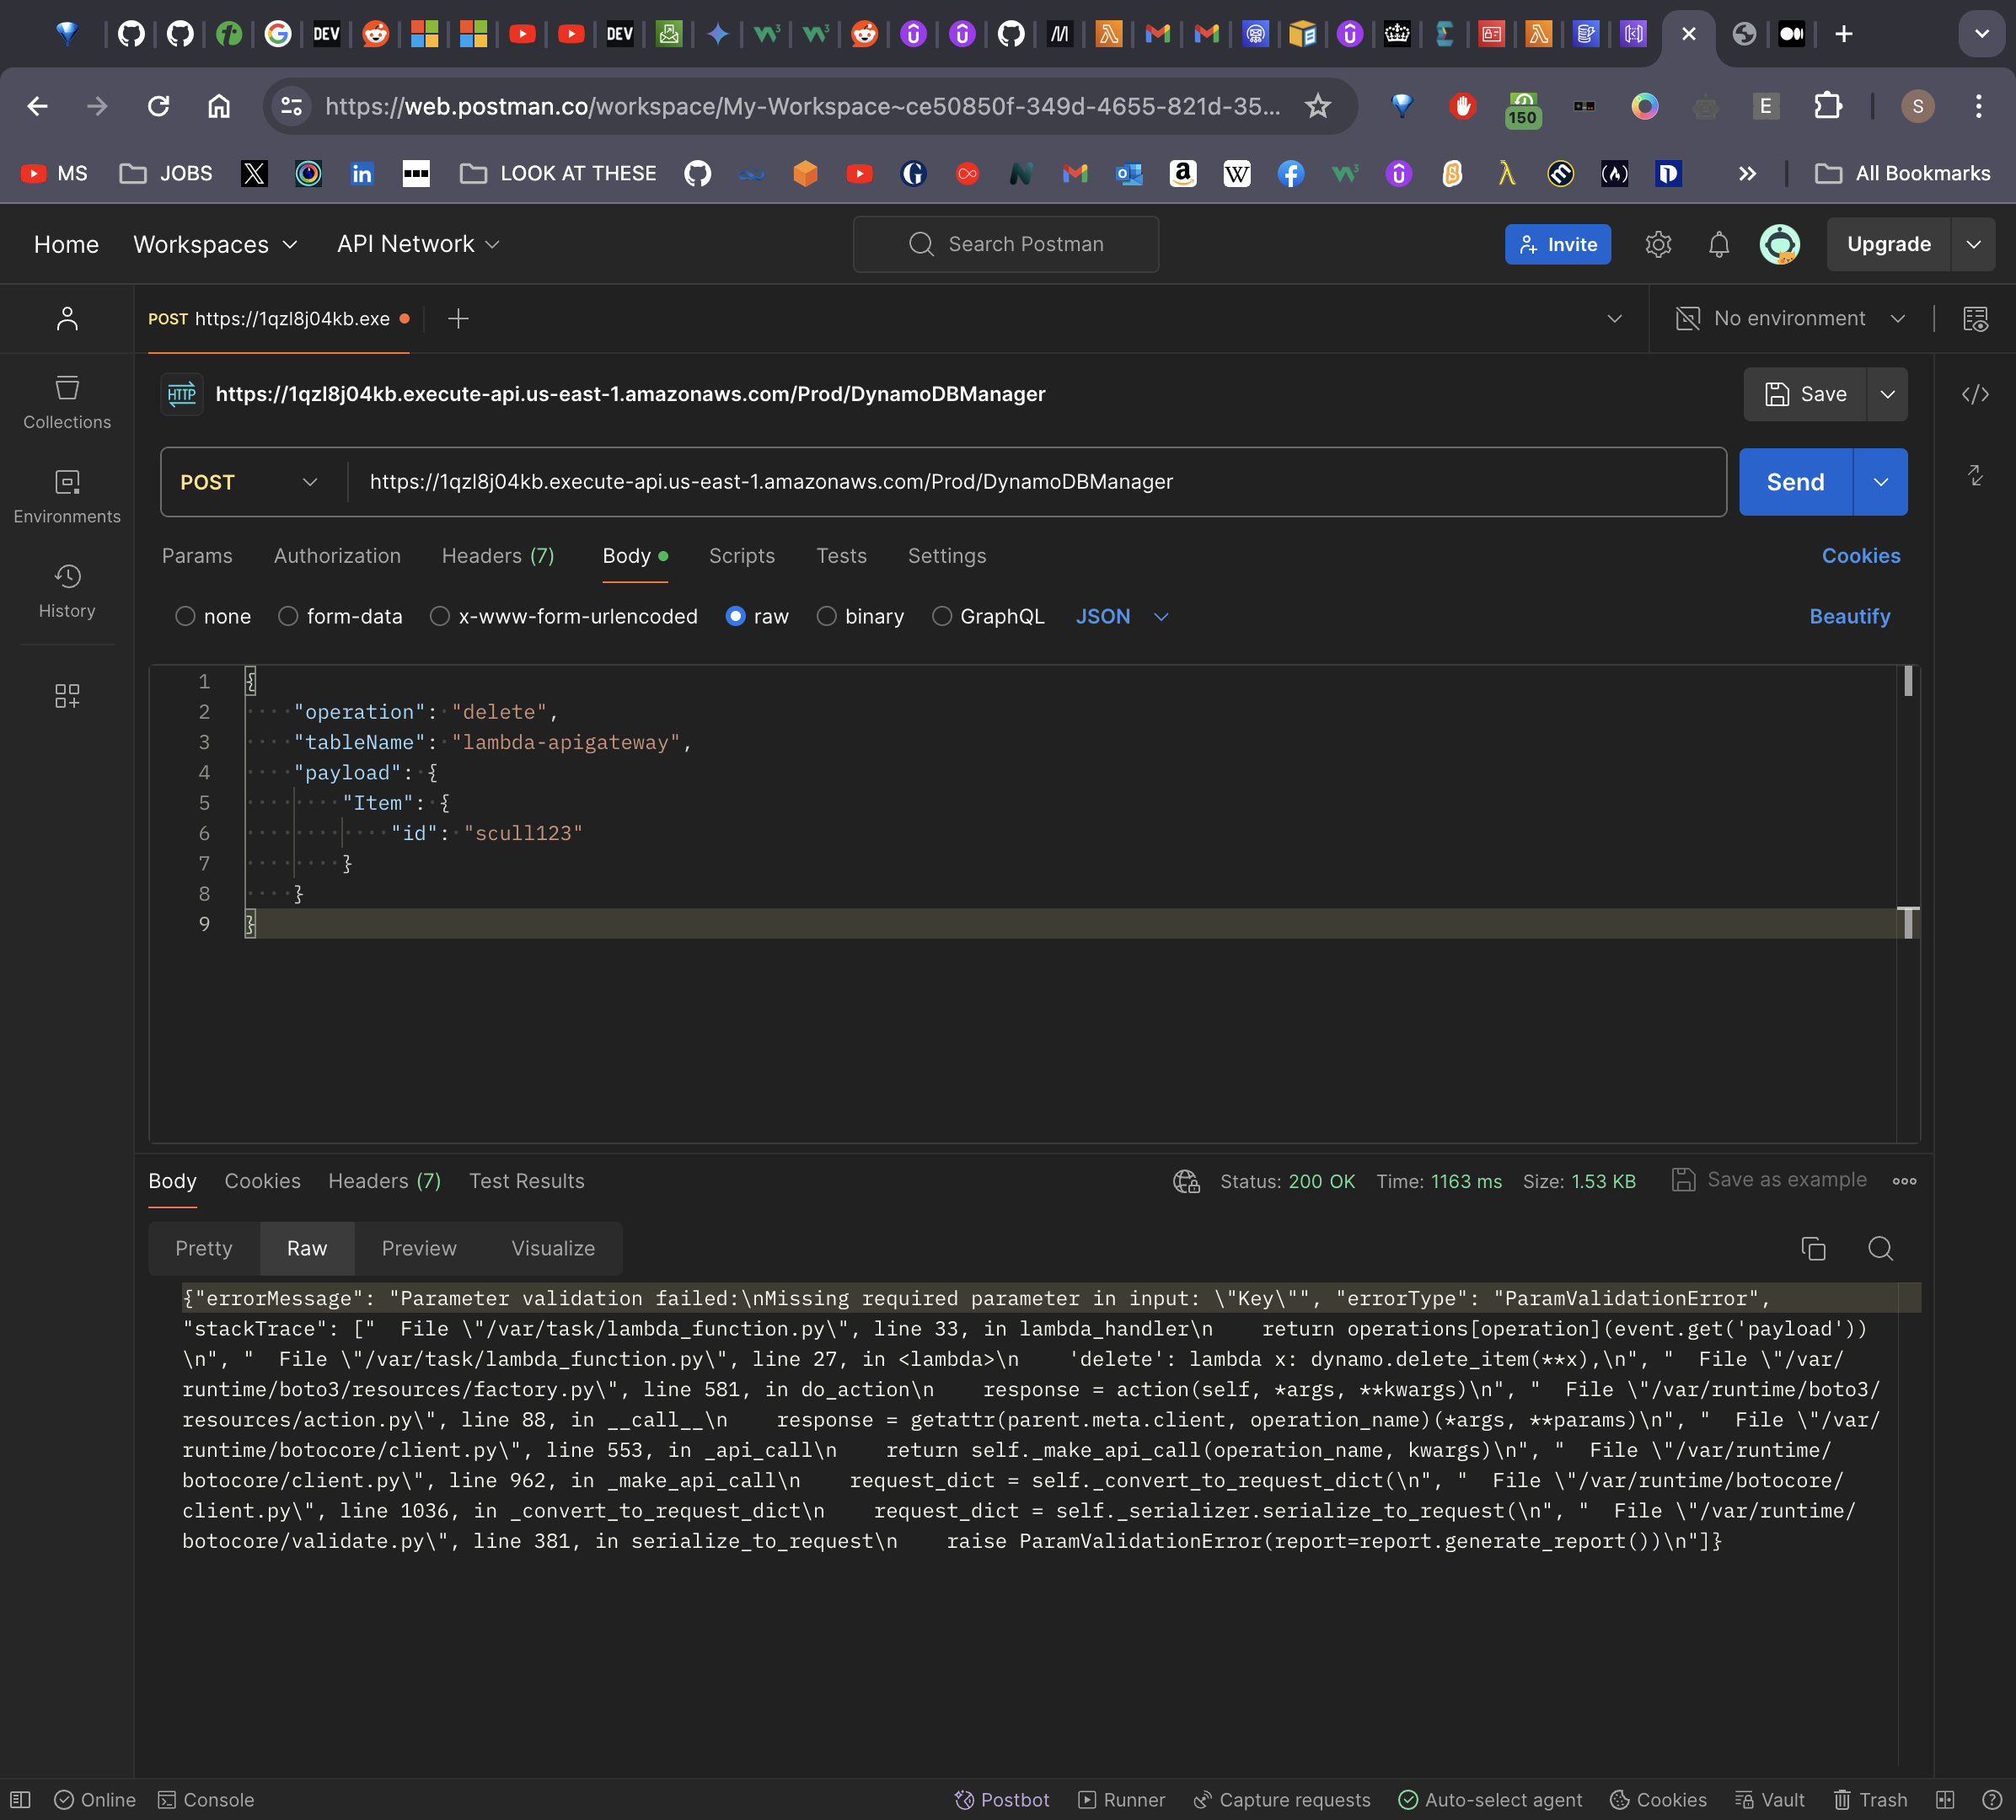 DEV
DEV
https://web.postman.co/workspace/My-Workspace~ce50850f-349d-4655-821d-35...
150
E
S
MS
JOBS
LOOK AT THESE
All Bookmarks
Home
Workspaces
API Network
Search Postman
Invite
Upgrade
POST https://1qzl8j04kb.exe
No environment
HTTP
https://1qzl8j04kb.execute-api.us-east-1.amazonaws.com/Prod/DynamoDBManager
Save
Collections
Environments
History
POST
https://1qzl8j04kb.execute-api.us-east-1.amazonaws.com/Prod/DynamoDBManager
Send
Params Authorization Headers (7) Body Scripts Tests Settings
Cookies
none form-data x-www-form-urlencoded raw binary GraphQL JSON
Beautify
1 {
2 "operation": "delete",
3 "tableName": "lambda-apigateway",
4 "payload": {
5 "Item": {
6 "id": "scull123"
7 }
8 }
9 }
Body Cookies Headers (7) Test Results
Status: 200 OK Time: 1163 ms Size: 1.53 KB
Save as example
Pretty Raw Preview Visualize
{"errorMessage": "Parameter validation failed:\nMissing required parameter in input: \"Key\"", "errorType": "ParamValidationError",
"stackTrace": ["  File \"/var/task/lambda_function.py\", line 33, in lambda_handler\n    return operations[operation](event.get('payload'))
\n", "  File \"/var/task/lambda_function.py\", line 27, in <lambda>\n    'delete': lambda x: dynamo.delete_item(**x),\n", "  File \"/var/
runtime/boto3/resources/factory.py\", line 581, in do_action\n    response = action(self, *args, **kwargs)\n", "  File \"/var/runtime/boto3/
resources/action.py\", line 88, in __call__\n    response = getattr(parent.meta.client, operation_name)(*args, **params)\n", "  File \"/var/
runtime/botocore/client.py\", line 553, in _api_call\n    return self._make_api_call(operation_name, kwargs)\n", "  File \"/var/runtime/
botocore/client.py\", line 962, in _make_api_call\n    request_dict = self._convert_to_request_dict(\n", "  File \"/var/runtime/botocore/
client.py\", line 1036, in _convert_to_request_dict\n    request_dict = self._serializer.serialize_to_request(\n", "  File \"/var/runtime/
botocore/validate.py\", line 381, in serialize_to_request\n    raise ParamValidationError(report=report.generate_report())\n"]}
Online
Console
Postbot
Runner
Capture requests
Auto-select agent
Cookies
Vault
Trash